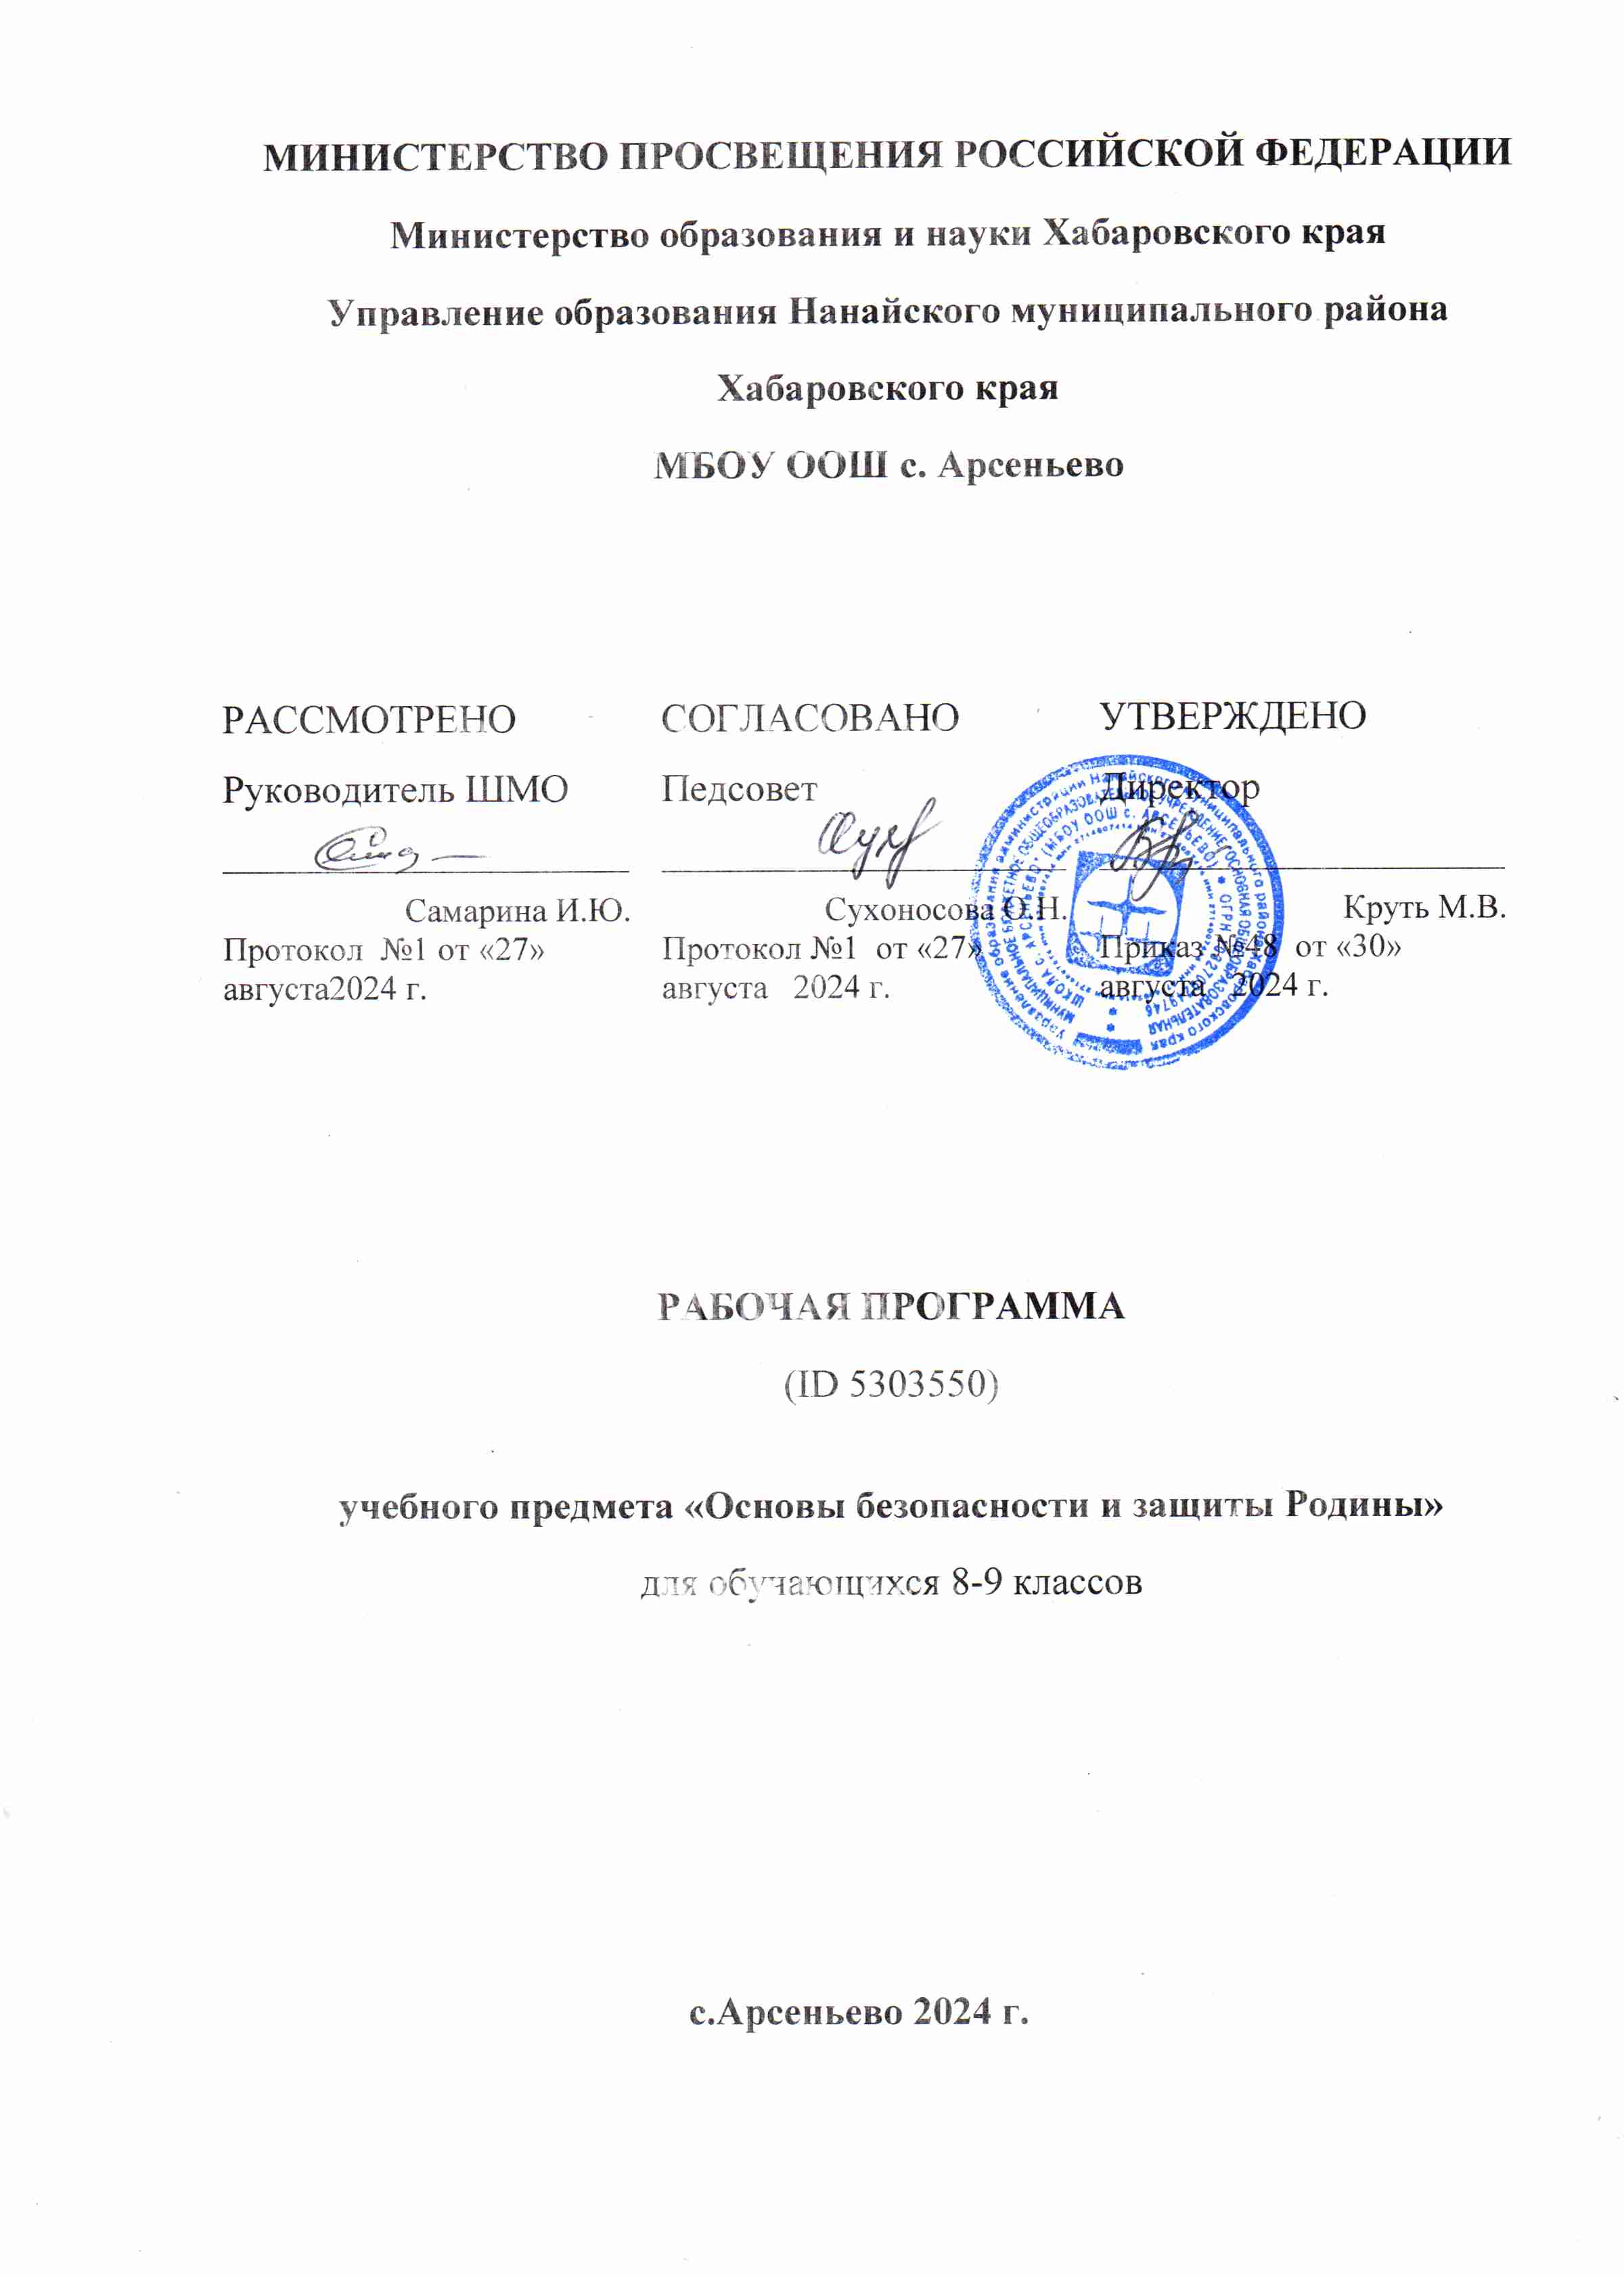 МИНИСТЕРСТВО ПРОСВЕЩЕНИЯ РОССИЙСКОЙ ФЕДЕРАЦИИ
Министерство образования и науки Хабаровского края
Управление образования Нанайского муниципального района
Хабаровского края
МБОУ ООШ с. Арсеньево
РАССМОТРЕНО
Руководитель ШМО
Самарина И.Ю.
Протокол №1 от «27»
августа2024 г.
СОГЛАСОВАНО
Педсовет
Сухоносова О.Н.
Протокол №1 от «27»
августа 2024 г.
УТВЕРЖДЕНО
Директор
Круть М.В.
Приказ №48 от «30»
августа 2024 г.
РАБОЧАЯ ПРОГРАММА
(ID 5303550)
учебного предмета «Основы безопасности и защиты Родины»
для обучающихся 8-9 классов
с.Арсеньево 2024 г.